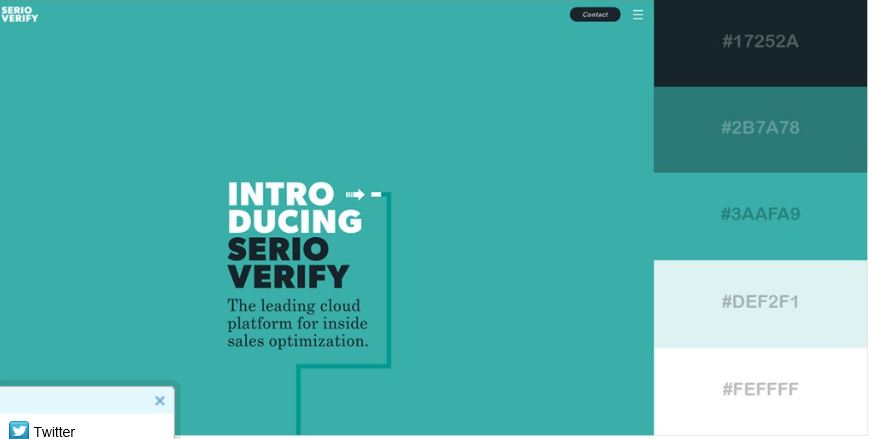 SERIO
VERIFY
Contact
INTRO
DUCING
SERIO
VERIFY
The leading cloud
platform for inside
sales optimization.
Twitter
#17252A
#2B7A78
#3AAFA9
#DEF2F1
#FEFFFF